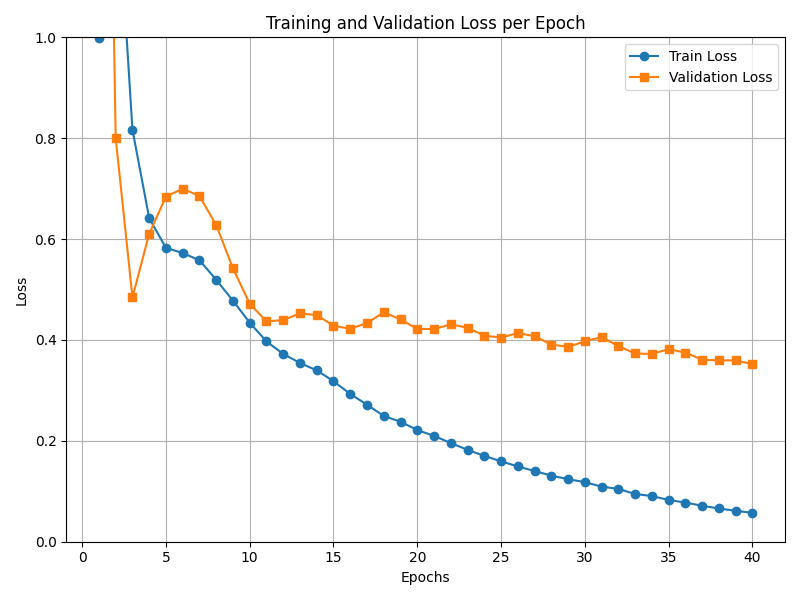 Training and Validation Loss per Epoch
Train Loss
Validation Loss
1.0
0.8
0.6
0.4
0.2
0.0
Loss
0 5 10 15 20 25 30 35 40
Epochs